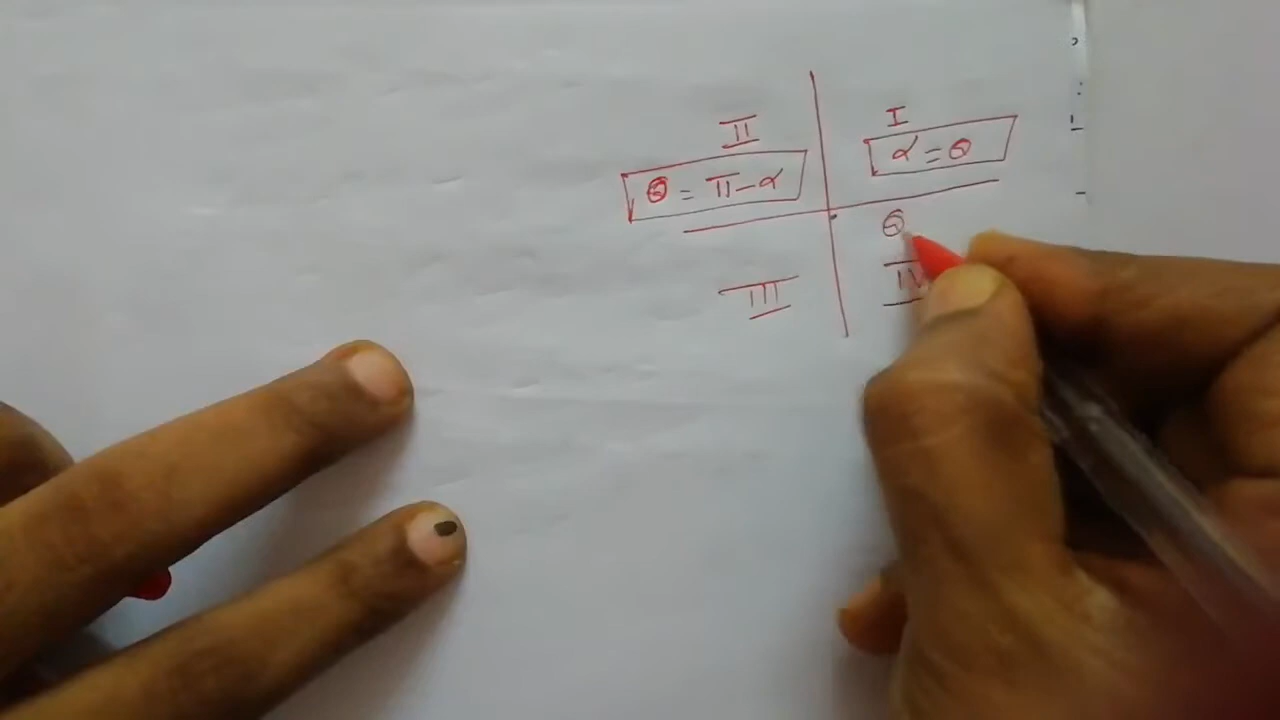 II
I
θ = π - α
α = θ
θ
III
IV